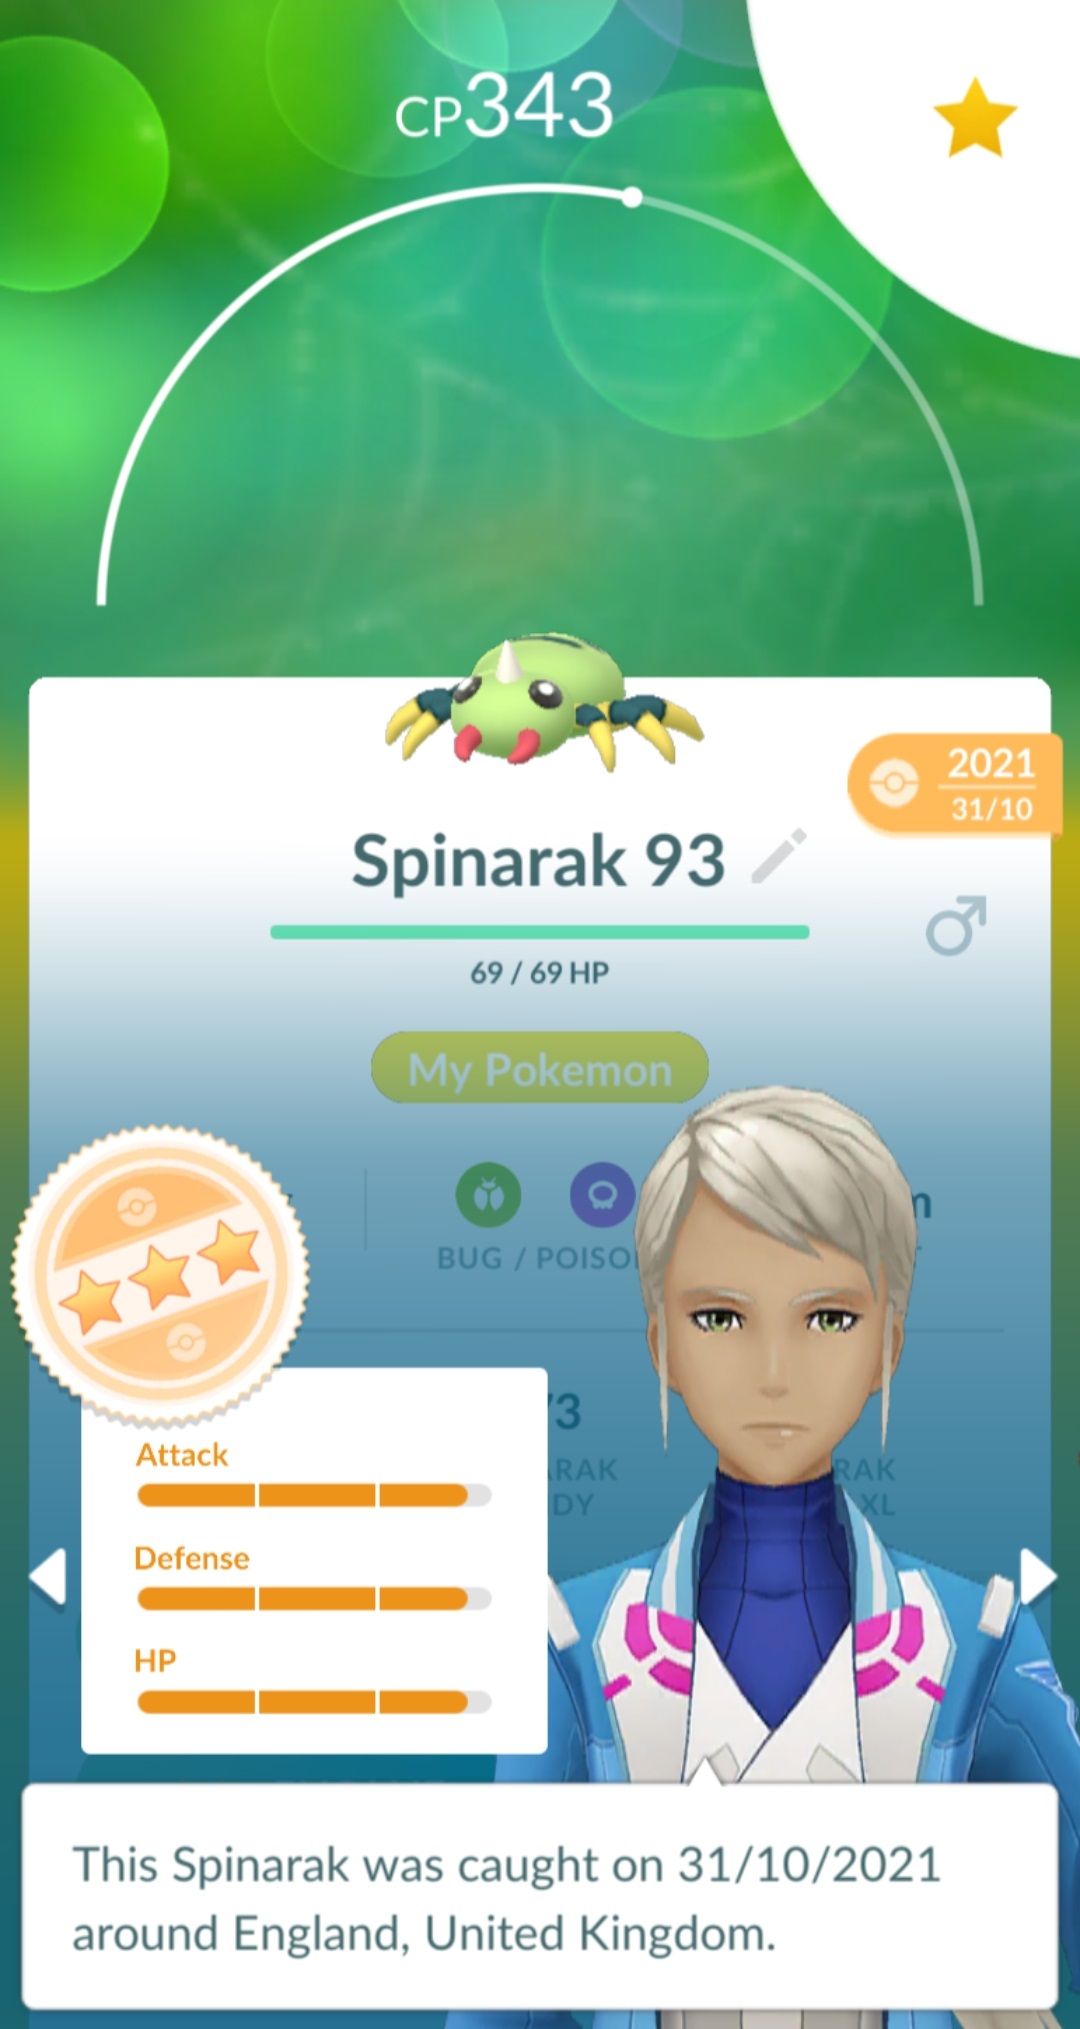 CP343
2021
31/10
Spinarak 93
69 / 69 HP
My Pokemon
BUG /
Attack
Defense
HP
This Spinarak was caught on 31/10/2021
around England, United Kingdom.